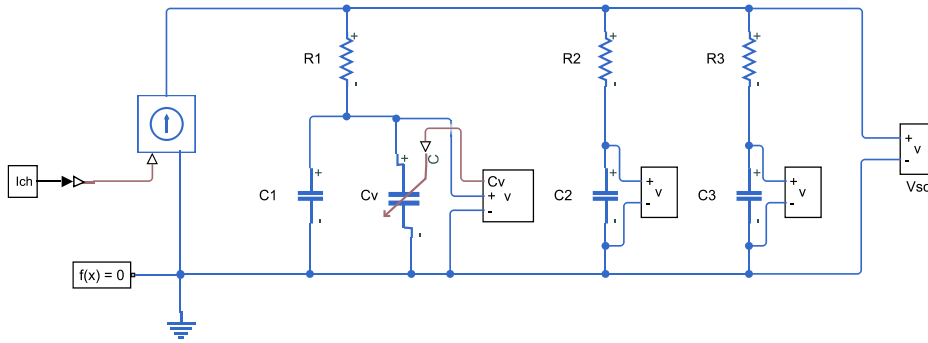 +
+
+
R1
R2
R3
-
-
-
+
v
-
Vsc
C
Ich
+
C1
+
Cv
Cv
+
v
-
-
-
+
C2
-
+
v
-
+
C3
-
+
v
-
f(x) = 0